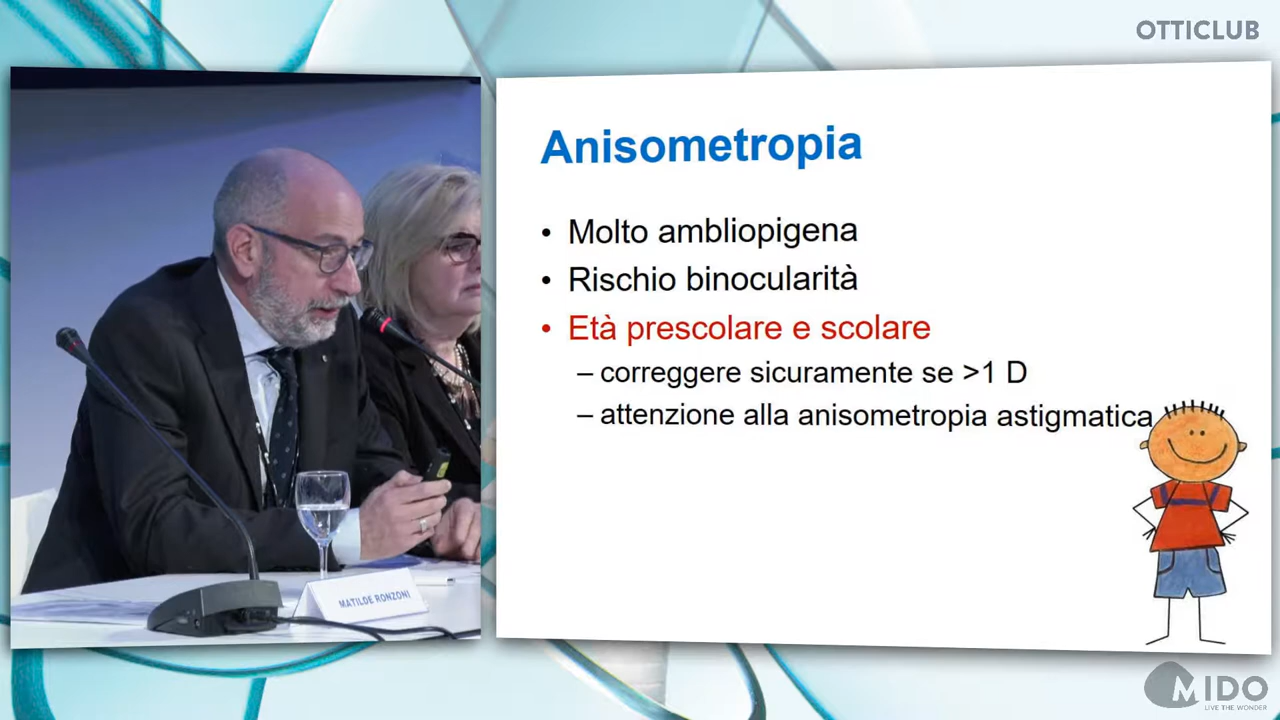 OTTICLUB
Anisometropia
• Molto ambliopigena
• Rischio binocularità
• Età prescolare e scolare
– correggere sicuramente se >1 D
– attenzione alla anisometropia astigmatica
MATILDE RONZONI
MIDO
LIVE THE WONDER